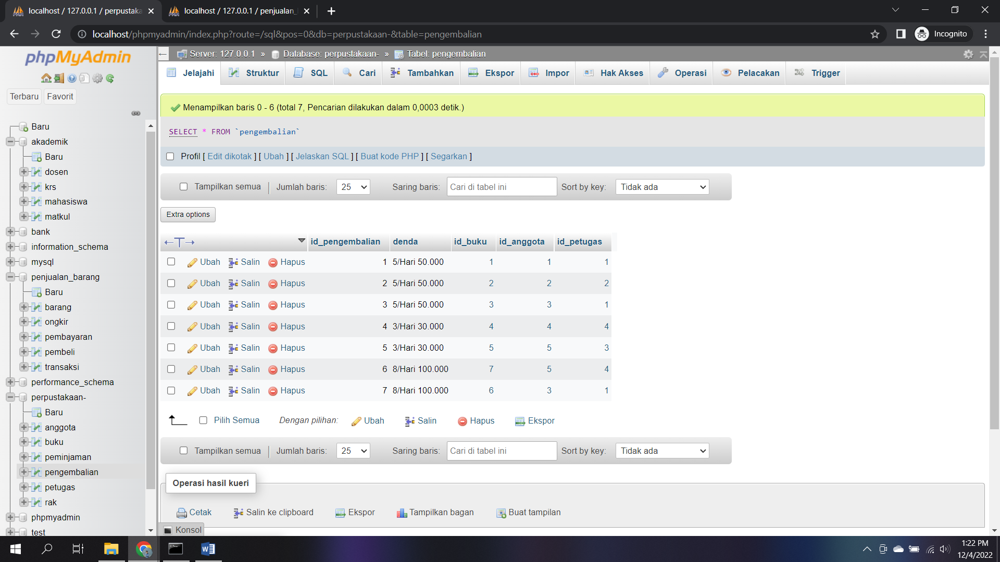 localhost / 127.0.0.1 / perpustaka
localhost / 127.0.0.1 / penjualan_
localhost/phpmyadmin/index.php?route=/sql&pos=0&db=perpustakaan-&table=pengembalian
Incognito
phpMyAdmin
Terbaru Favorit
Baru
akademik
Baru
dosen
krs
mahasiswa
matkul
bank
information_schema
mysql
penjualan_barang
Baru
barang
ongkir
pembayaran
pembeli
transaksi
performance_schema
perpustakaan-
Baru
anggota
buku
peminjaman
pengembalian
petugas
rak
phpmyadmin
test
Server: 127.0.0.1 » Database: perpustakaan- » Tabel: pengembalian
Jelajahi Struktur SQL Cari Tambahkan Ekspor Impor Hak Akses Operasi Pelacakan Trigger
Menampilkan baris 0 - 6 (total 7, Pencarian dilakukan dalam 0,0003 detik.)
SELECT * FROM `pengembalian`
Profil [ Edit dikotak ] [ Ubah ] [ Jelaskan SQL ] [ Buat kode PHP ] [ Segarkan ]
Tampilkan semua Jumlah baris: 25 Saring baris: Cari di tabel ini Sort by key: Tidak ada
Extra options
id_pengembalian denda id_buku id_anggota id_petugas
Ubah Salin Hapus 1 5/Hari 50.000 1 1 1
Ubah Salin Hapus 2 5/Hari 50.000 2 2 2
Ubah Salin Hapus 3 5/Hari 50.000 3 3 1
Ubah Salin Hapus 4 3/Hari 30.000 4 4 4
Ubah Salin Hapus 5 3/Hari 30.000 5 5 3
Ubah Salin Hapus 6 8/Hari 100.000 7 5 4
Ubah Salin Hapus 7 8/Hari 100.000 6 3 1
Pilih Semua Dengan pilihan: Ubah Salin Hapus Ekspor
Tampilkan semua Jumlah baris: 25 Saring baris: Cari di tabel ini Sort by key: Tidak ada
Operasi hasil kueri
Cetak Salin ke clipboard Ekspor Tampilkan bagan Buat tampilan
Konsol
1:22 PM
12/4/2022